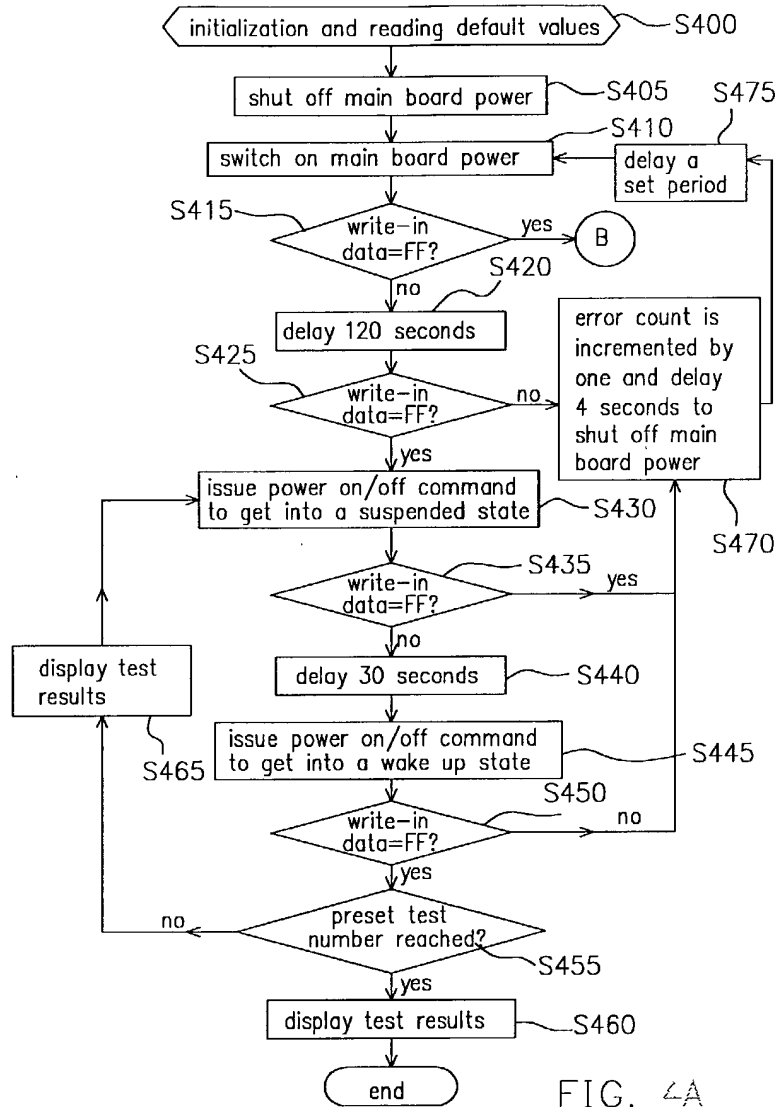 initialization and reading default values
S400
shut off main board power
S405
S475
S410
switch on main board power
delay a
set period
S415
write-in
data=FF?
yes
B
no
S420
delay 120 seconds
error count is
incremented by
one and delay
4 seconds to
shut off main
board power
S425
write-in
data=FF?
no
yes
issue power on/off command
to get into a suspended state
S430
S470
S435
write-in
data=FF?
yes
no
display test
results
delay 30 seconds
S440
S465
issue power on/off command
to get into a wake up state
S445
S450
write-in
data=FF?
no
yes
preset test
number reached?
no
S455
yes
display test results
S460
end
FIG. 4A